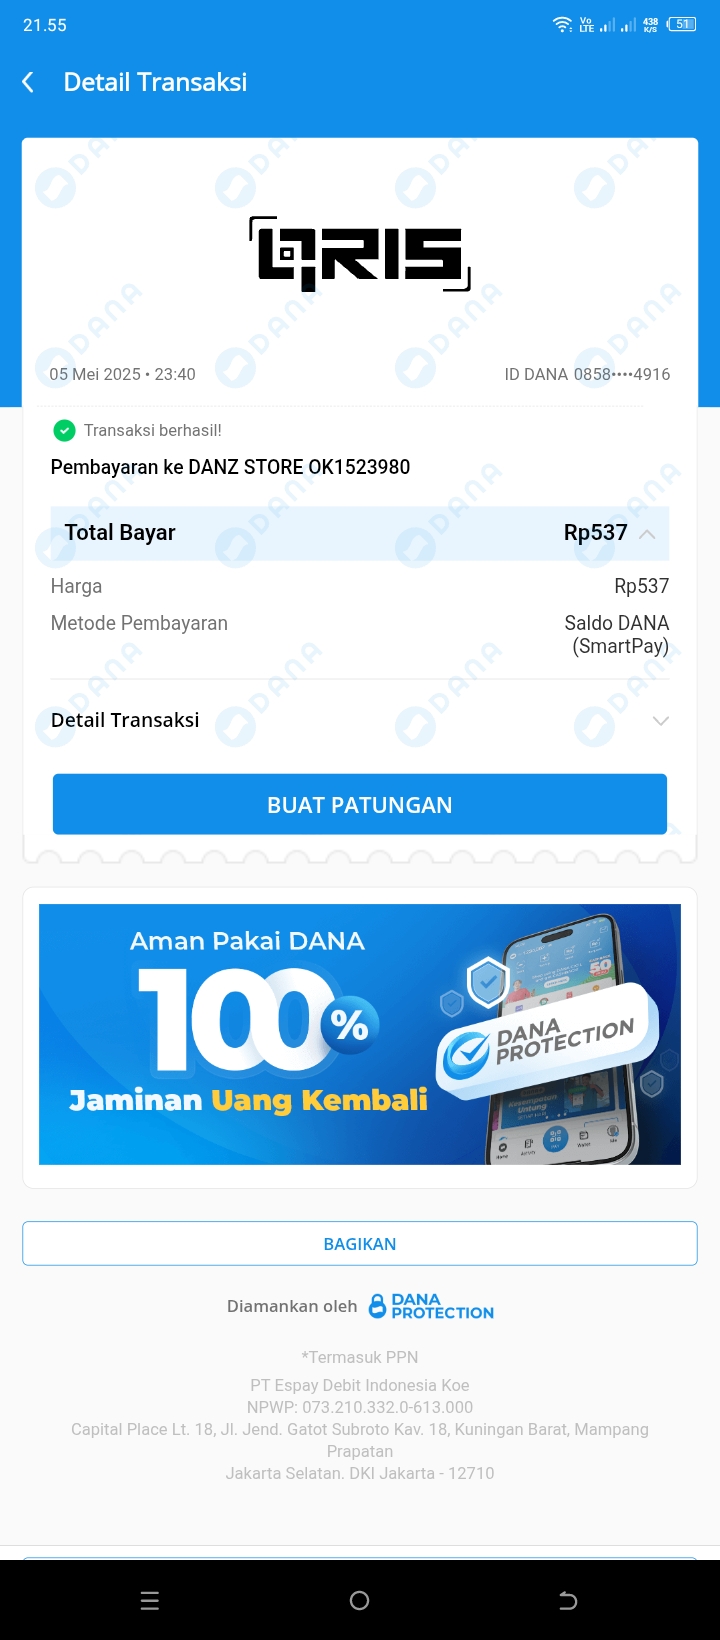 21.55
Vo
LTE
438
K/S
51
Detail Transaksi
QRIS
05 Mei 2025 • 23:40
ID DANA 0858••••4916
Transaksi berhasil!
Pembayaran ke DANZ STORE OK1523980
Total Bayar
Rp537
Harga
Rp537
Metode Pembayaran
Saldo DANA
(SmartPay)
Detail Transaksi
BUAT PATUNGAN
Aman Pakai DANA
100%
Jaminan Uang Kembali
DANA
PROTECTION
BAGIKAN
Diamankan oleh
DANA
PROTECTION
*Termasuk PPN
PT Espay Debit Indonesia Koe
NPWP: 073.210.332.0-613.000
Capital Place Lt. 18, Jl. Jend. Gatot Subroto Kav. 18, Kuningan Barat, Mampang
Prapatan
Jakarta Selatan. DKI Jakarta - 12710